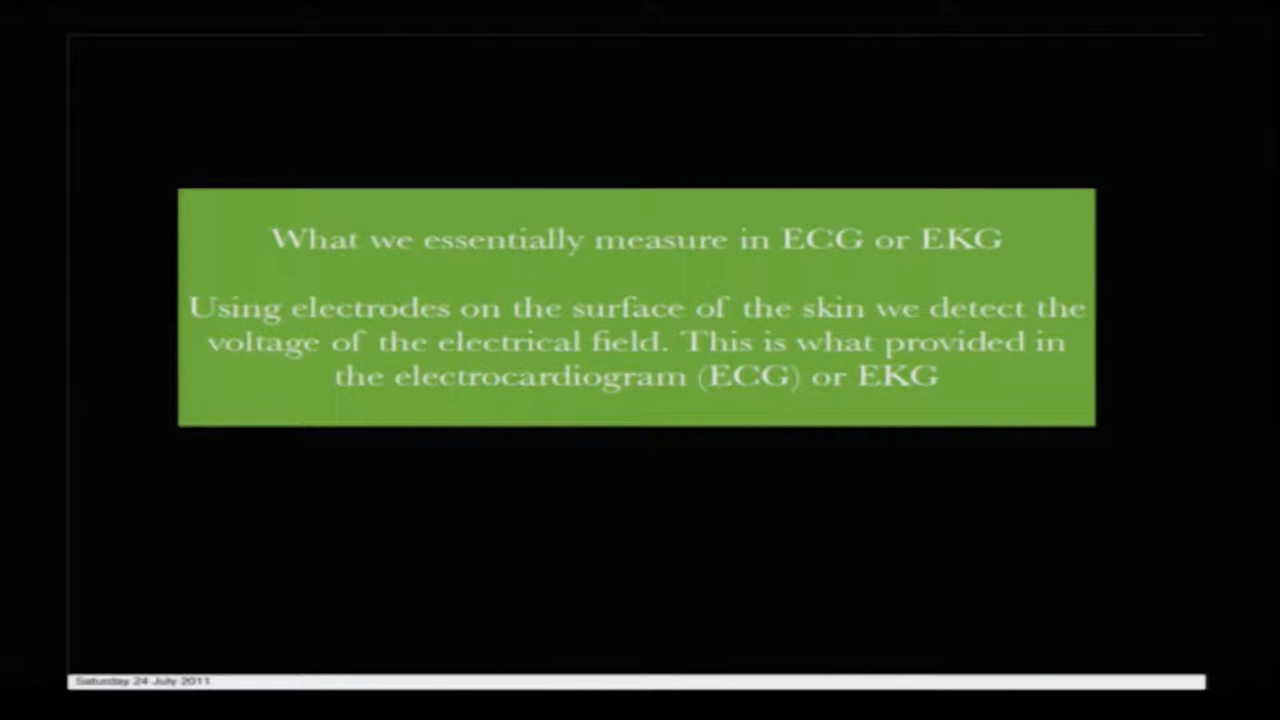 What we essentially measure in ECG or EKG
Using electrodes on the surface of the skin we detect the
voltage of the electrical field. This is what provided in
the electrocardiogram (ECG) or EKG
Saturday 24 July 2011